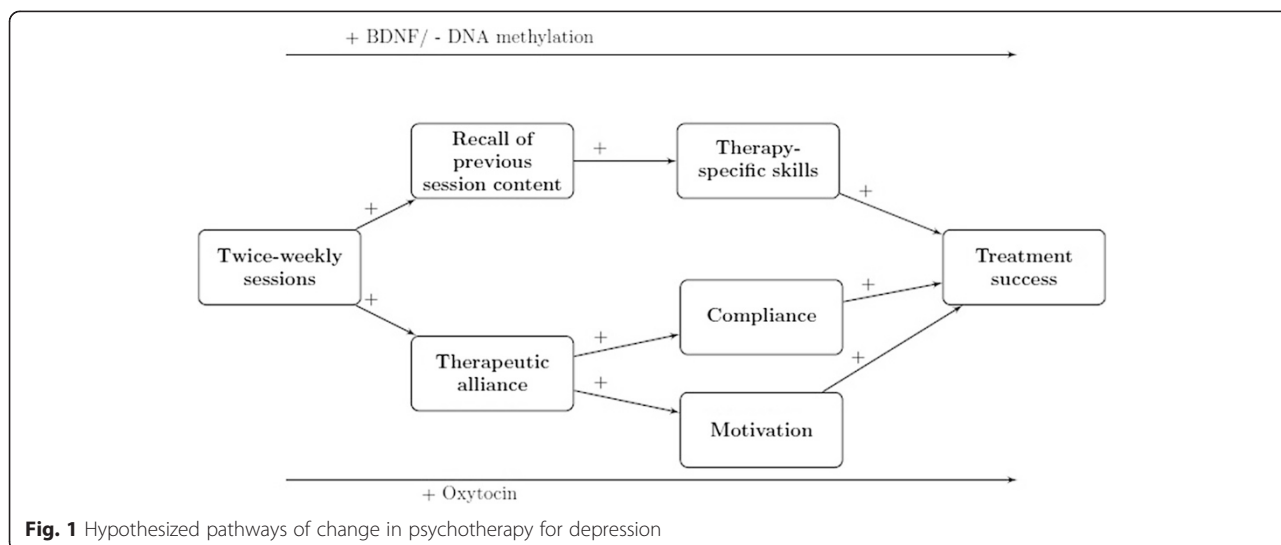 + BDNF/ - DNA methylation
Recall of
previous
session content
+
Therapy-
specific skills
+
+
Twice-weekly
sessions
Treatment
success
+
Compliance
+
+
Therapeutic
alliance
+
+
Motivation
+ Oxytocin
Fig. 1 Hypothesized pathways of change in psychotherapy for depression